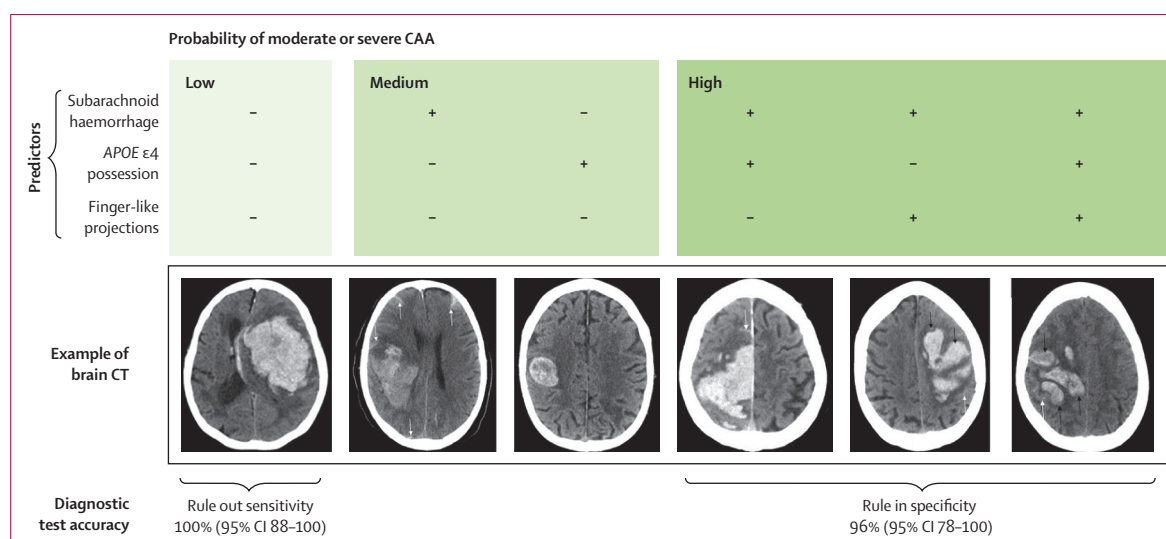 Probability of moderate or severe CAA
Low
Medium
High
Predictors
Subarachnoid
haemorrhage
– + – + + +
APOE ε4
possession
– – + + – +
Finger-like
projections
– – – – + +
Example of
brain CT
Diagnostic
test accuracy
Rule out sensitivity
100% (95% CI 88–100)
Rule in specificity
96% (95% CI 78–100)